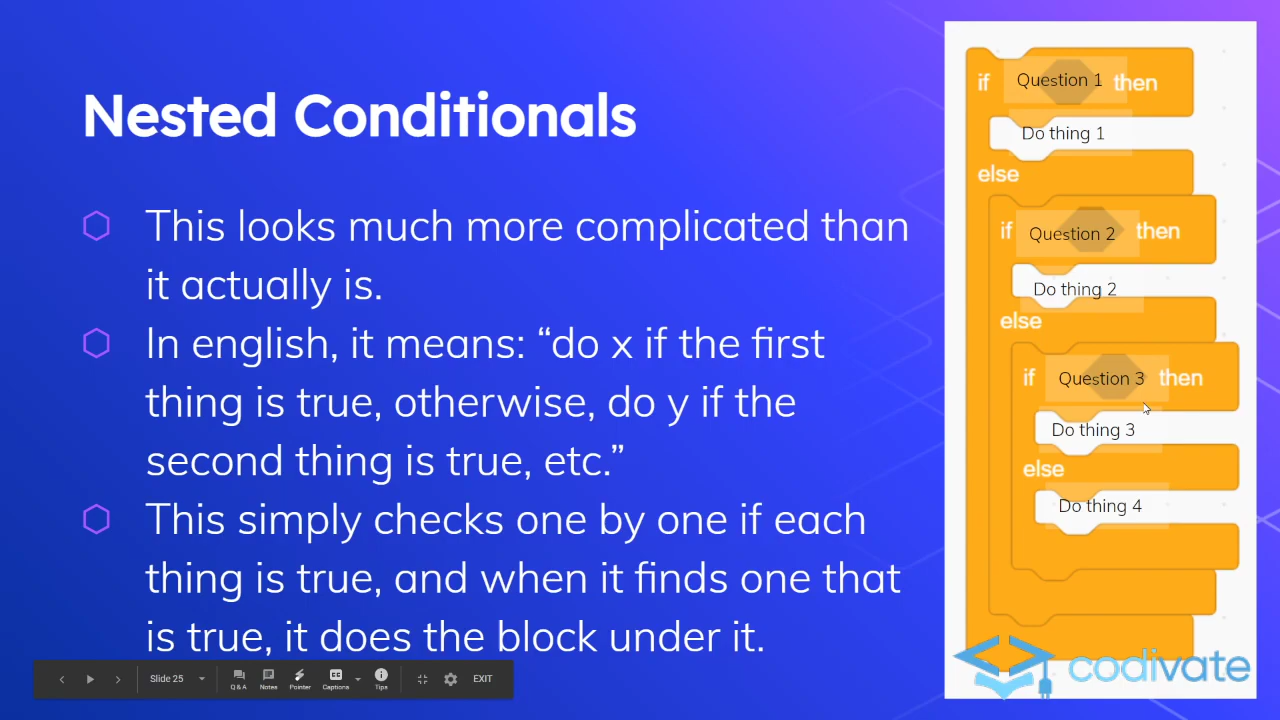 Nested Conditionals
This looks much more complicated than
it actually is.
In english, it means: “do x if the first
thing is true, otherwise, do y if the
second thing is true, etc.”
This simply checks one by one if each
thing is true, and when it finds one that
is true, it does the block under it.
if Question 1 then
Do thing 1
else
if Question 2 then
Do thing 2
else
if Question 3 then
Do thing 3
else
Do thing 4
codivate
Slide 25
Q & A
Notes
Pointer
Captions
Tips
EXIT